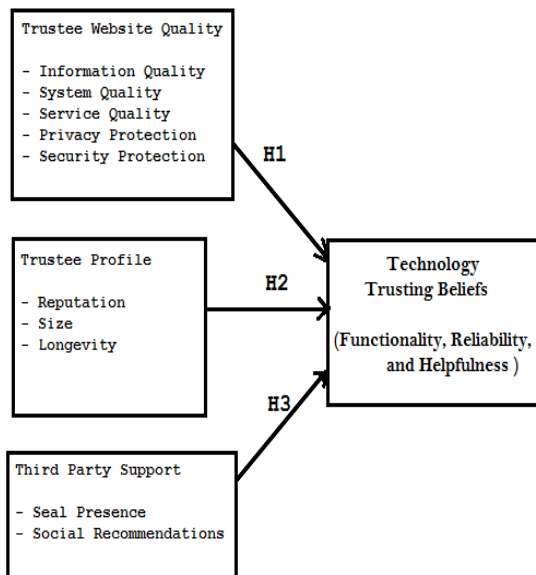 Trustee Website Quality
- Information Quality
- System Quality
- Service Quality
- Privacy Protection
- Security Protection
H1
Trustee Profile
- Reputation
- Size
- Longevity
H2
Third Party Support
- Seal Presence
- Social Recommendations
H3
Technology
Trusting Beliefs
(Functionality, Reliability,
and Helpfulness )